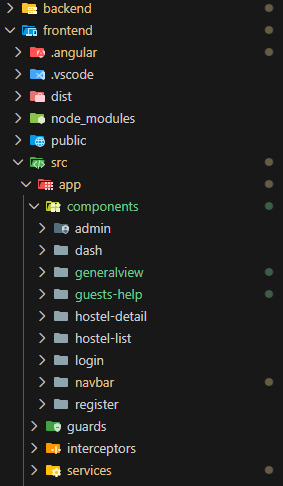 backend
frontend
.angular
.vscode
dist
node_modules
public
src
app
components
admin
dash
generalview
guests-help
hostel-detail
hostel-list
login
navbar
register
guards
interceptors
services